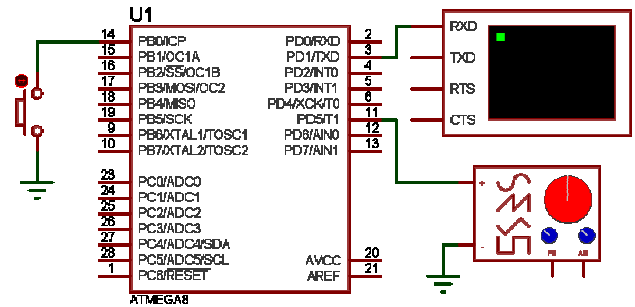 U1
14 PB0/ICP PD0/RXD 2
15 PB1/OC1A PD1/TXD 3
16 PB2/SS/OC1B PD2/INT0 4
17 PB3/MOSI/OC2 PD3/INT1 5
18 PB4/MISO PD4/XCK/T0 6
19 PB5/SCK PD5/T1 11
9 PB6/XTAL1/TOSC1 PD6/AIN0 12
10 PB7/XTAL2/TOSC2 PD7/AIN1 13
23 PC0/ADC0
24 PC1/ADC1
25 PC2/ADC2
26 PC3/ADC3
27 PC4/ADC4/SDA
28 PC5/ADC5/SCL AVCC 20
1 PC6/RESET AREF 21
ATMEGA8
RXD
TXD
RTS
CTS
+
-